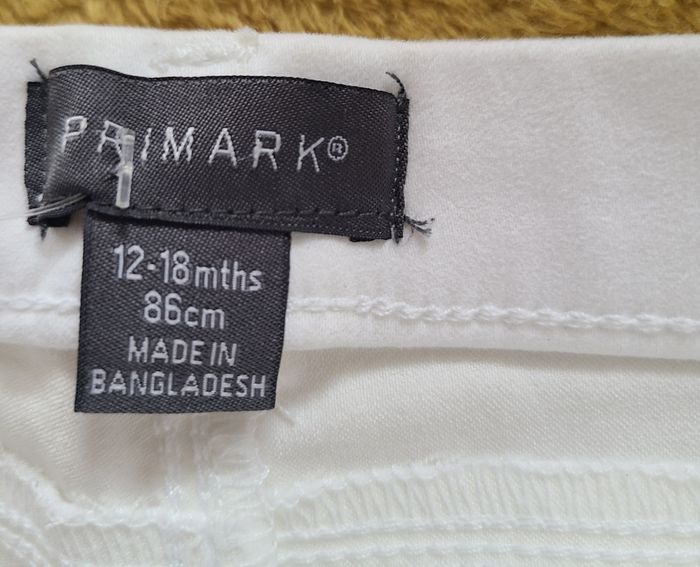 PRIMARK®
12-18mths
86cm
MADE IN
BANGLADESH